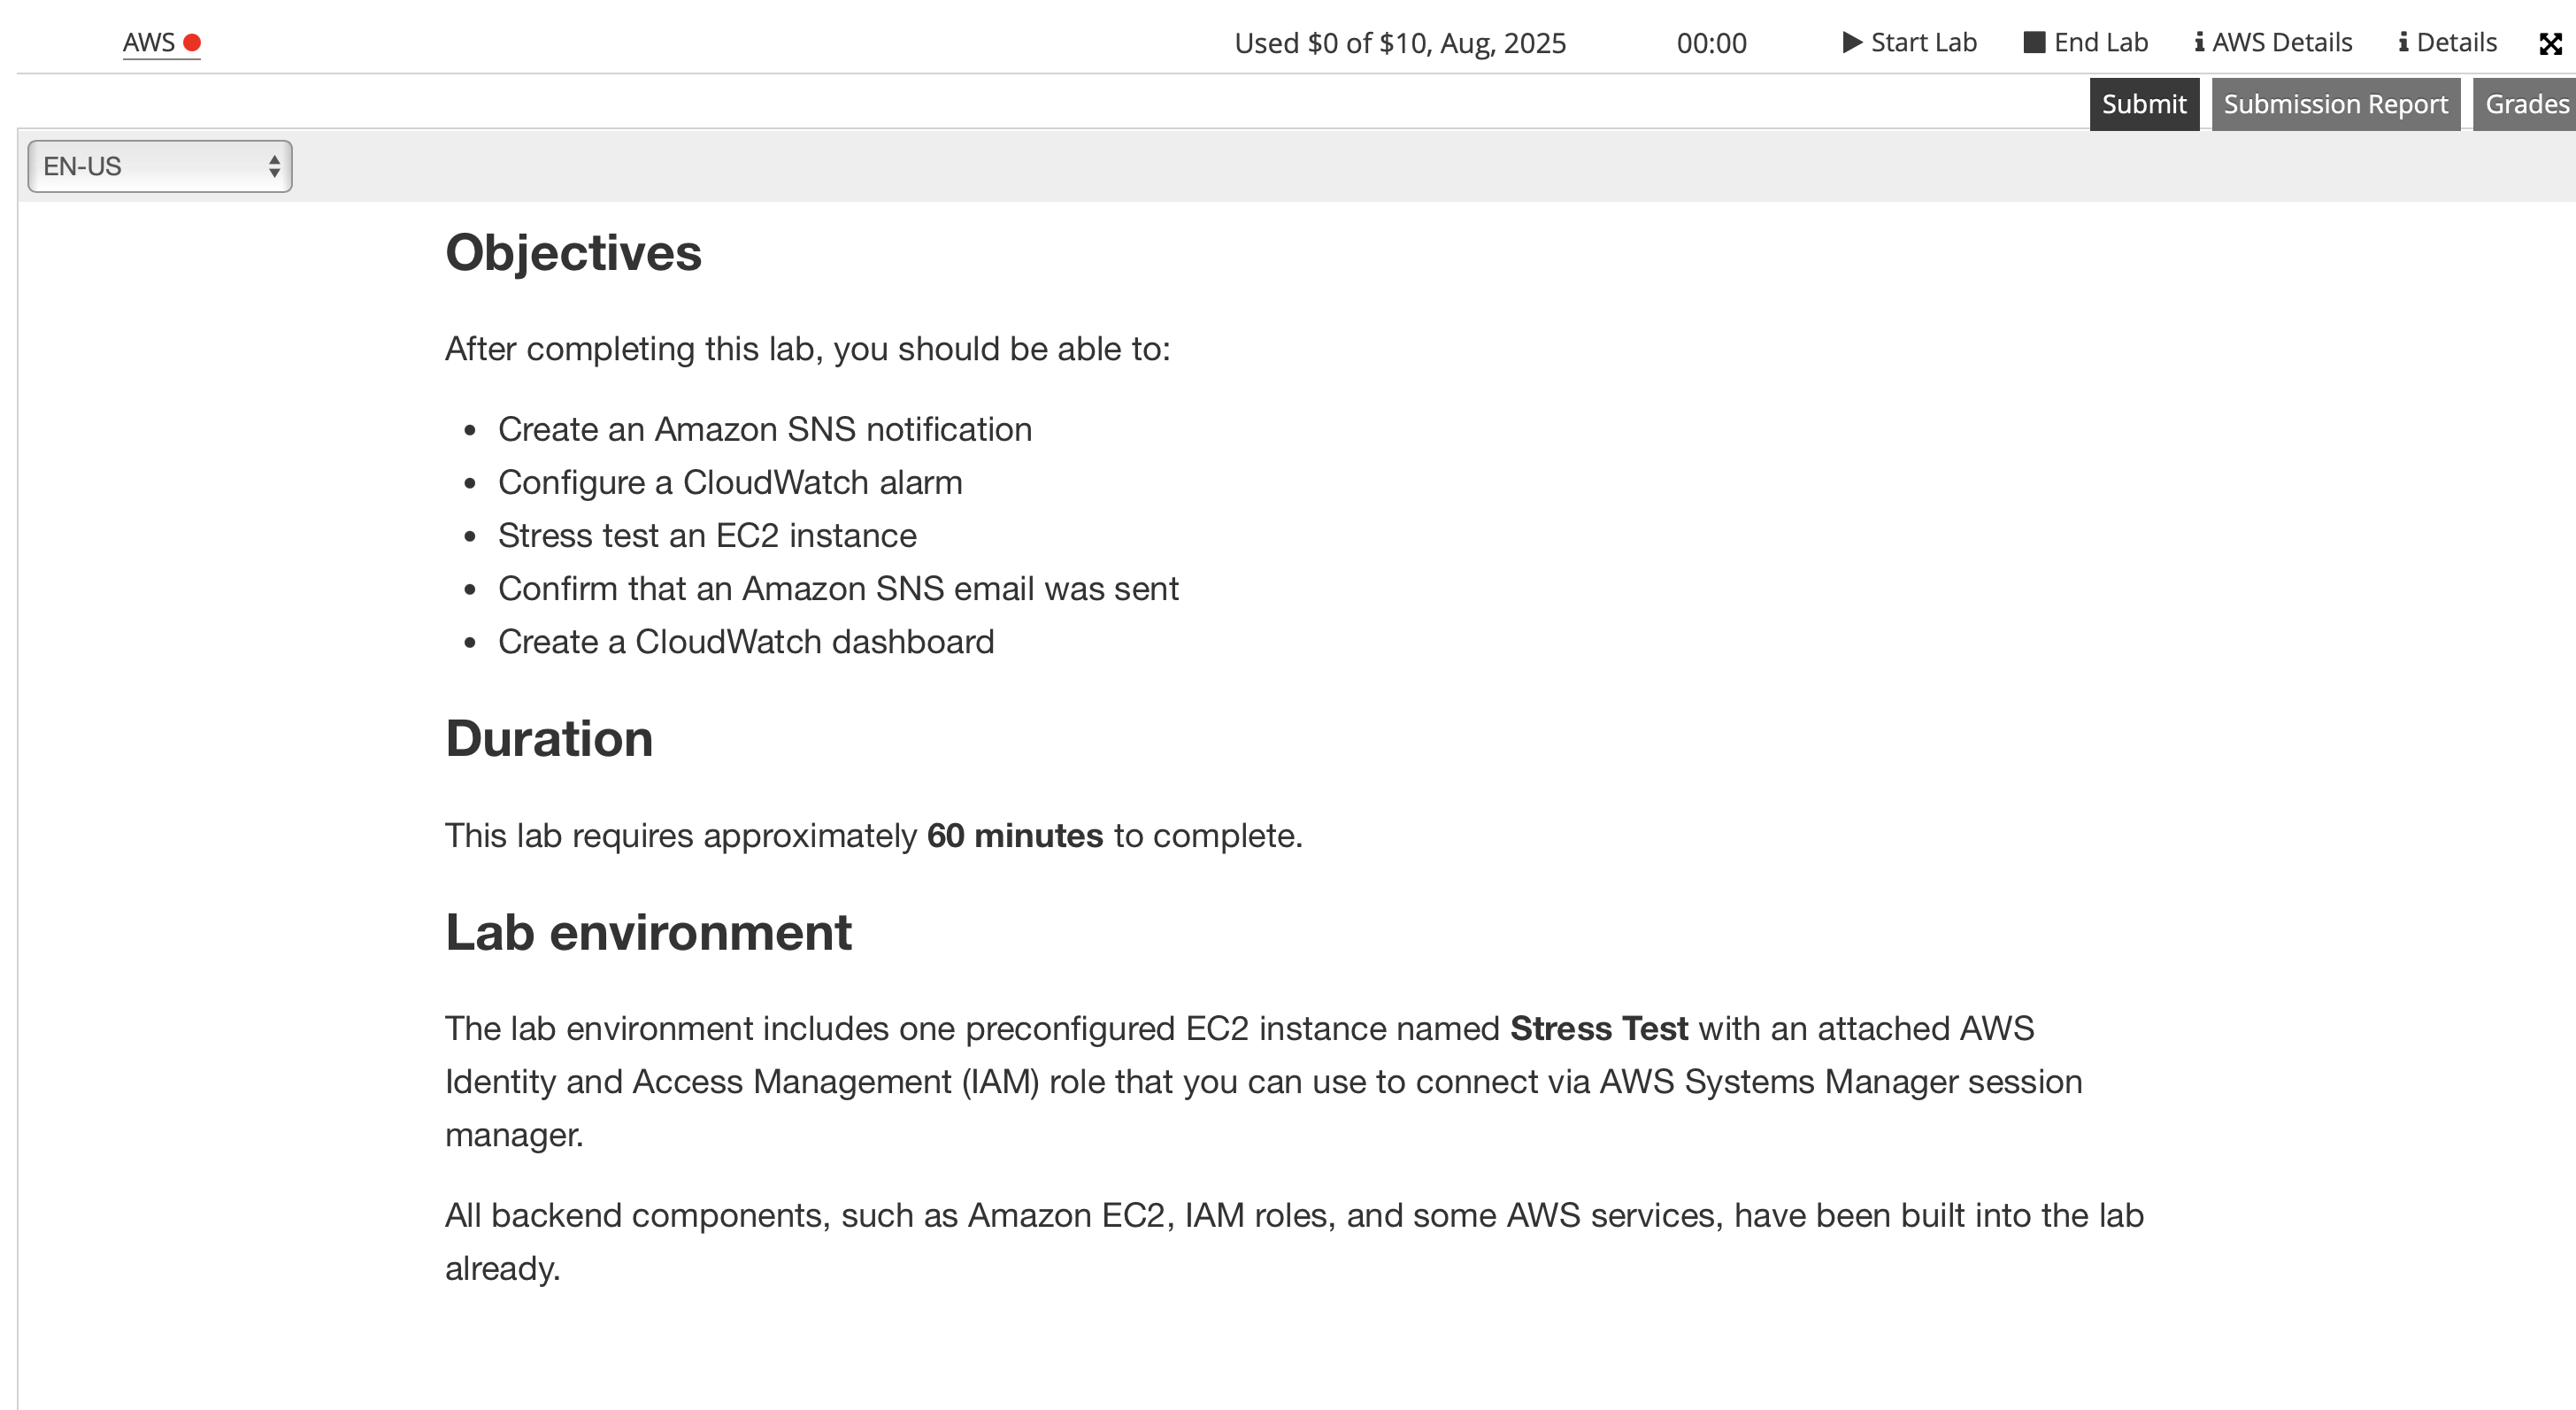 AWS
Used $0 of $10, Aug, 2025
00:00
Start Lab
End Lab
AWS Details
Details
Submit
Submission Report
Grades
EN-US
Objectives
After completing this lab, you should be able to:
Create an Amazon SNS notification
Configure a CloudWatch alarm
Stress test an EC2 instance
Confirm that an Amazon SNS email was sent
Create a CloudWatch dashboard
Duration
This lab requires approximately 60 minutes to complete.
Lab environment
The lab environment includes one preconfigured EC2 instance named Stress Test with an attached AWS
Identity and Access Management (IAM) role that you can use to connect via AWS Systems Manager session
manager.
All backend components, such as Amazon EC2, IAM roles, and some AWS services, have been built into the lab
already.